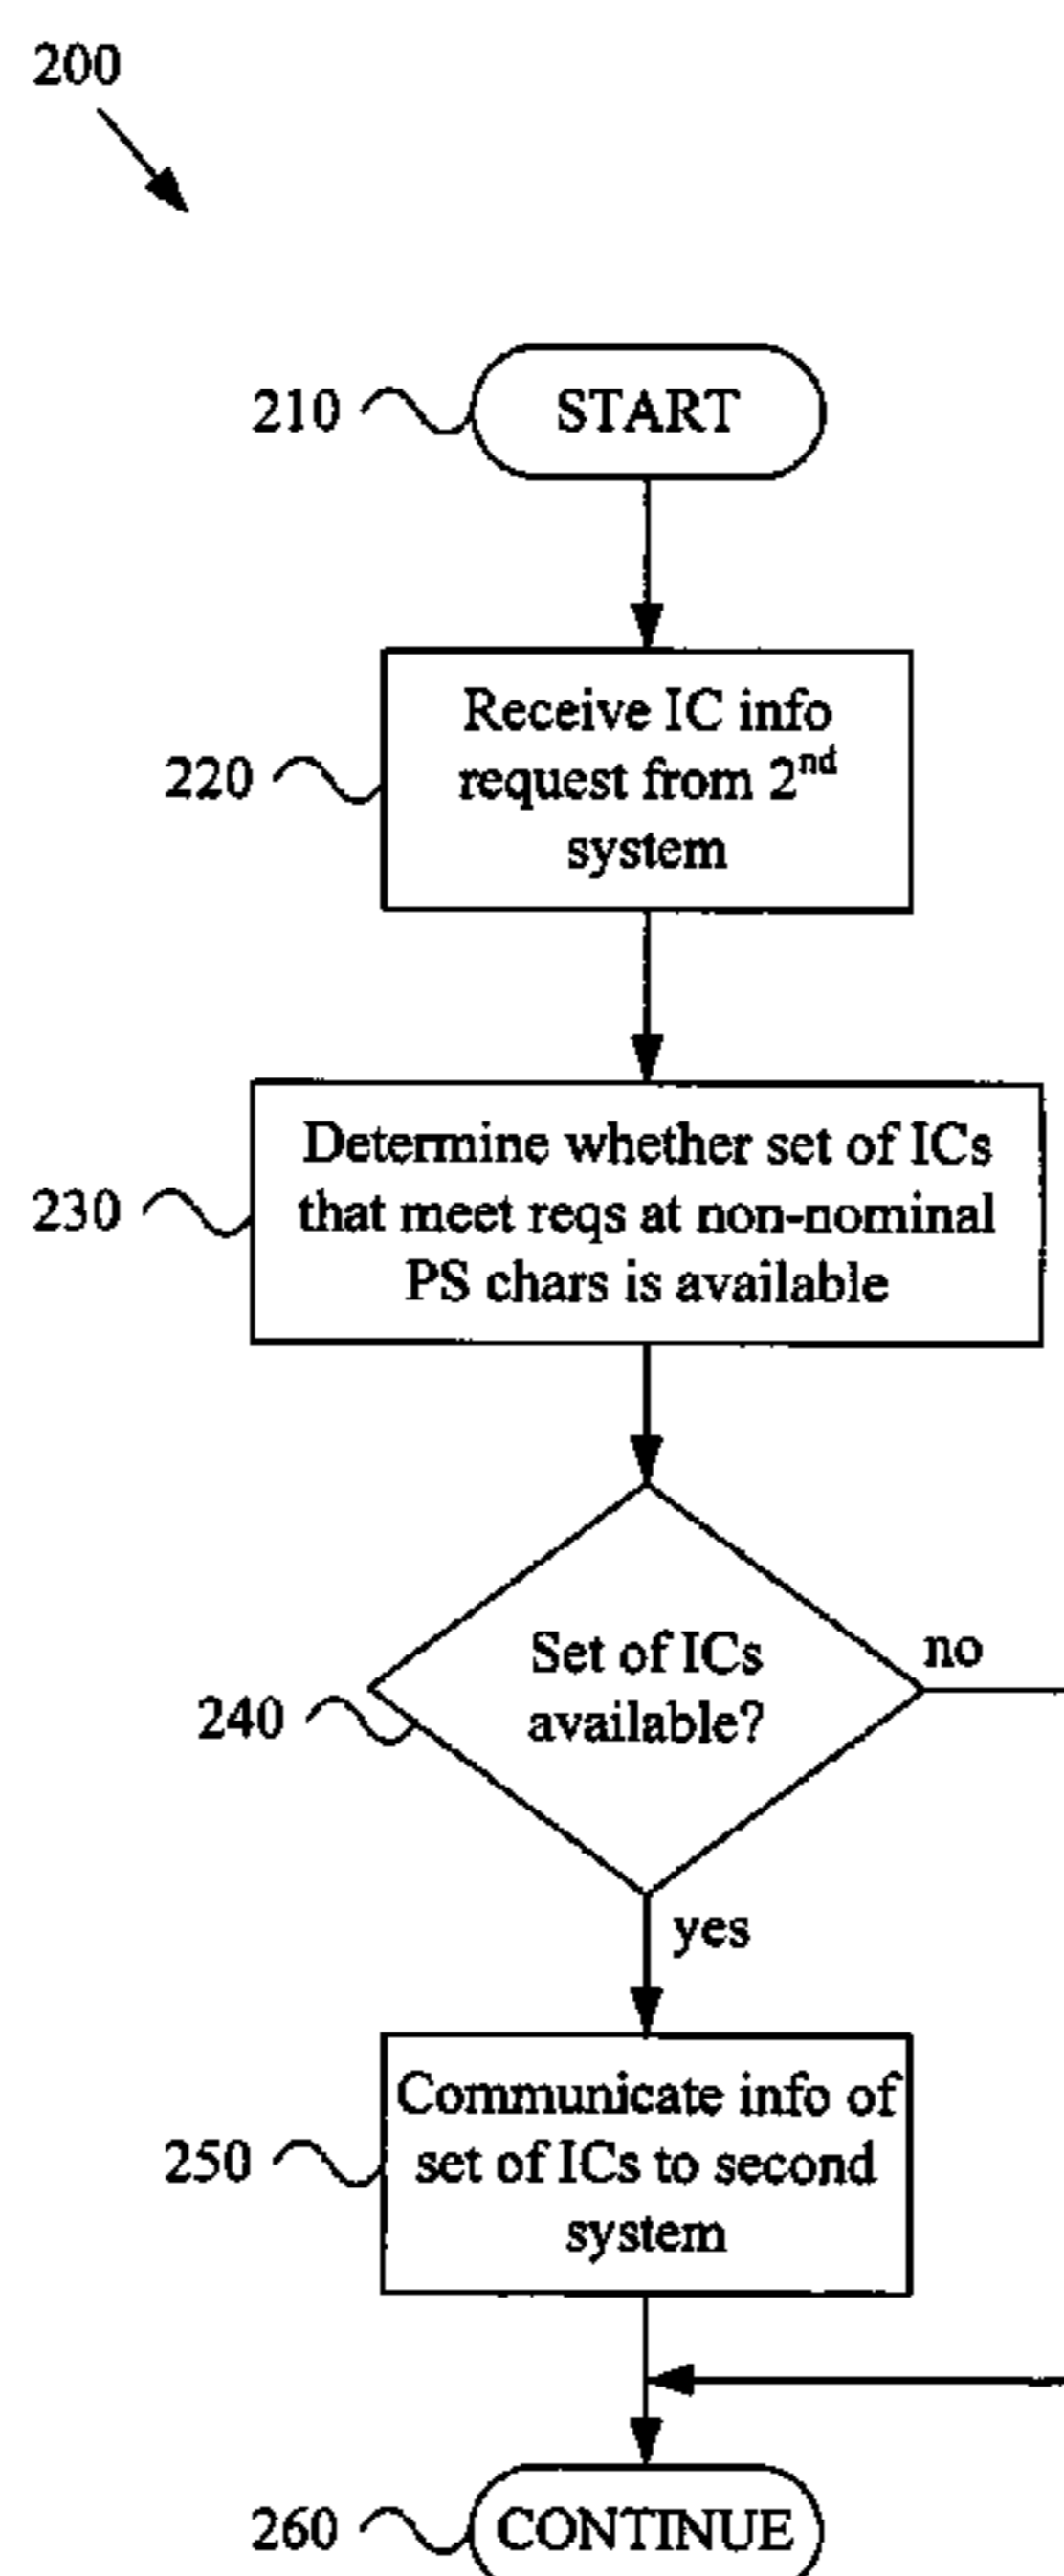 200
210
START
220
Receive IC info
request from 2nd
system
230
Determine whether set of ICs
that meet reqs at non-nominal
PS chars is available
240
Set of ICs
available?
no
yes
250
Communicate info of
set of ICs to second
system
260
CONTINUE